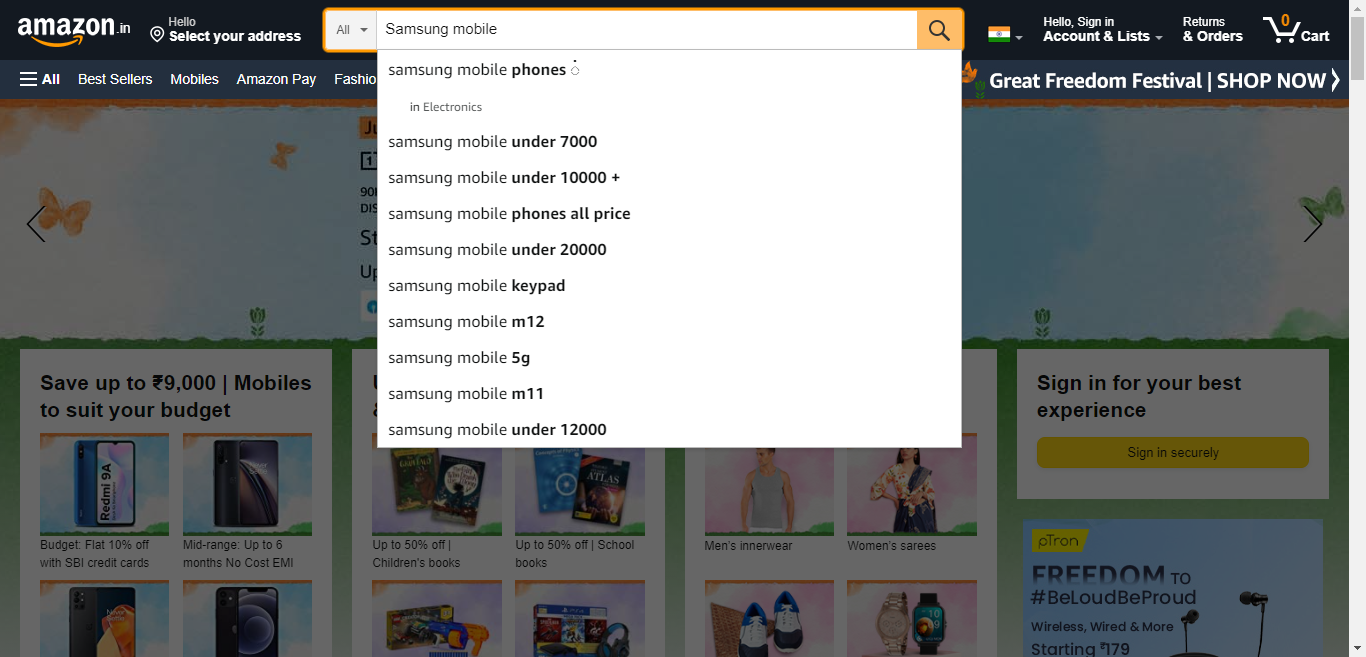 amazon.in
Hello
Select your address
All
Samsung mobile
Hello, Sign in
Account & Lists
Returns
& Orders
0
Cart
All
Best Sellers
Mobiles
Amazon Pay
Fashio
Great Freedom Festival | SHOP NOW
samsung mobile phones ं
in Electronics
samsung mobile under 7000
samsung mobile under 10000 +
samsung mobile phones all price
samsung mobile under 20000
samsung mobile keypad
samsung mobile m12
samsung mobile 5g
samsung mobile m11
samsung mobile under 12000
Save up to ₹9,000 | Mobiles
to suit your budget
Redmi 9A
Budget: Flat 10% off
with SBI credit cards
Mid-range: Up to 6
months No Cost EMI
Up to 50% off |
Children's books
ATLAS
Up to 50% off | School
books
Men's innerwear
Women's sarees
Sign in for your best
experience
Sign in securely
pTron
FREEDOM TO
#BeLoudBeProud
Wireless, Wired & More
Starting ₹179